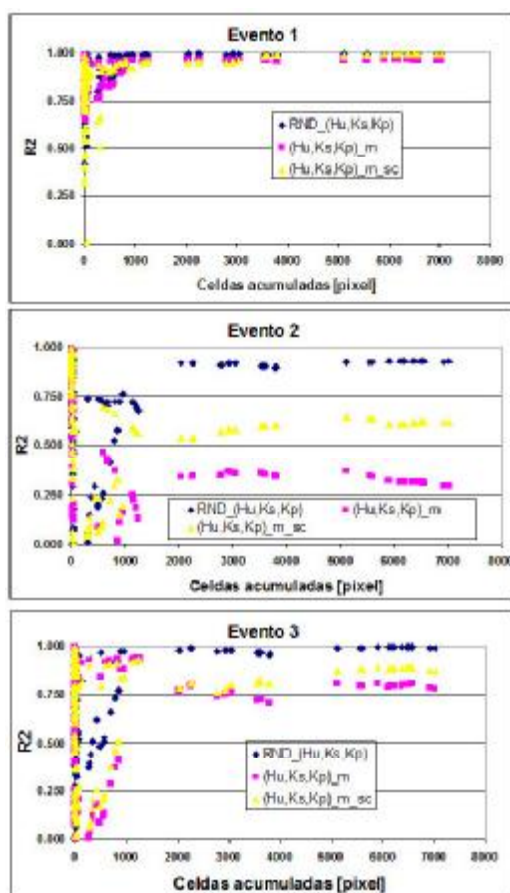 Evento 1
1.000
0.750
0.500
0.250
0.000
R2
RND_(Hu,Ks,Kp)
(Hu,Ks,Kp)_m
(Hu,Ks,Kp)_m_sc
0 1000 2000 3000 4000 5000 6000 7000 8000
Celdas acumuladas [pixel]
Evento 2
1.000
0.750
0.500
0.250
0.000
R2
RND_(Hu,Ks,Kp) (Hu,Ks,Kp)_m
(Hu,Ks,Kp)_m_sc
0 1000 2000 3000 4000 5000 6000 7000 8000
Celdas acumuladas [pixel]
Evento 3
1.000
0.750
0.500
0.250
0.000
R2
RND_(Hu,Ks,Kp)
(Hu,Ks,Kp)_m
(Hu,Ks,Kp)_m_sc
0 1000 2000 3000 4000 5000 6000 7000 8000
Celdas acumuladas [pixel]